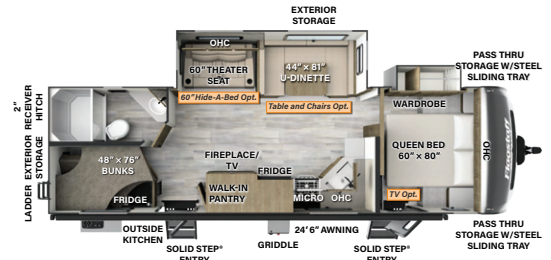 EXTERIOR
STORAGE
OHC
60" THEATER
SEAT
44" x 81"
U-DINETTE
PASS THRU
STORAGE W/STEEL
SLIDING TRAY
60" Hide-A-Bed Opt.
Table and Chairs Opt.
WARDROBE
2"
RECEIVER
HITCH
EXTERIOR
STORAGE
LADDER
QUEEN BED
60" x 80"
OHC
Flagstaff
48" x 76"
BUNKS
FIREPLACE/
TV
FRIDGE
WALK-IN
PANTRY
FRIDGE
MICRO
OHC
TV Opt.
OUTSIDE
KITCHEN
SOLID STEP®
ENTRY
24'6" AWNING
GRIDDLE
SOLID STEP®
ENTRY
PASS THRU
STORAGE W/STEEL
SLIDING TRAY